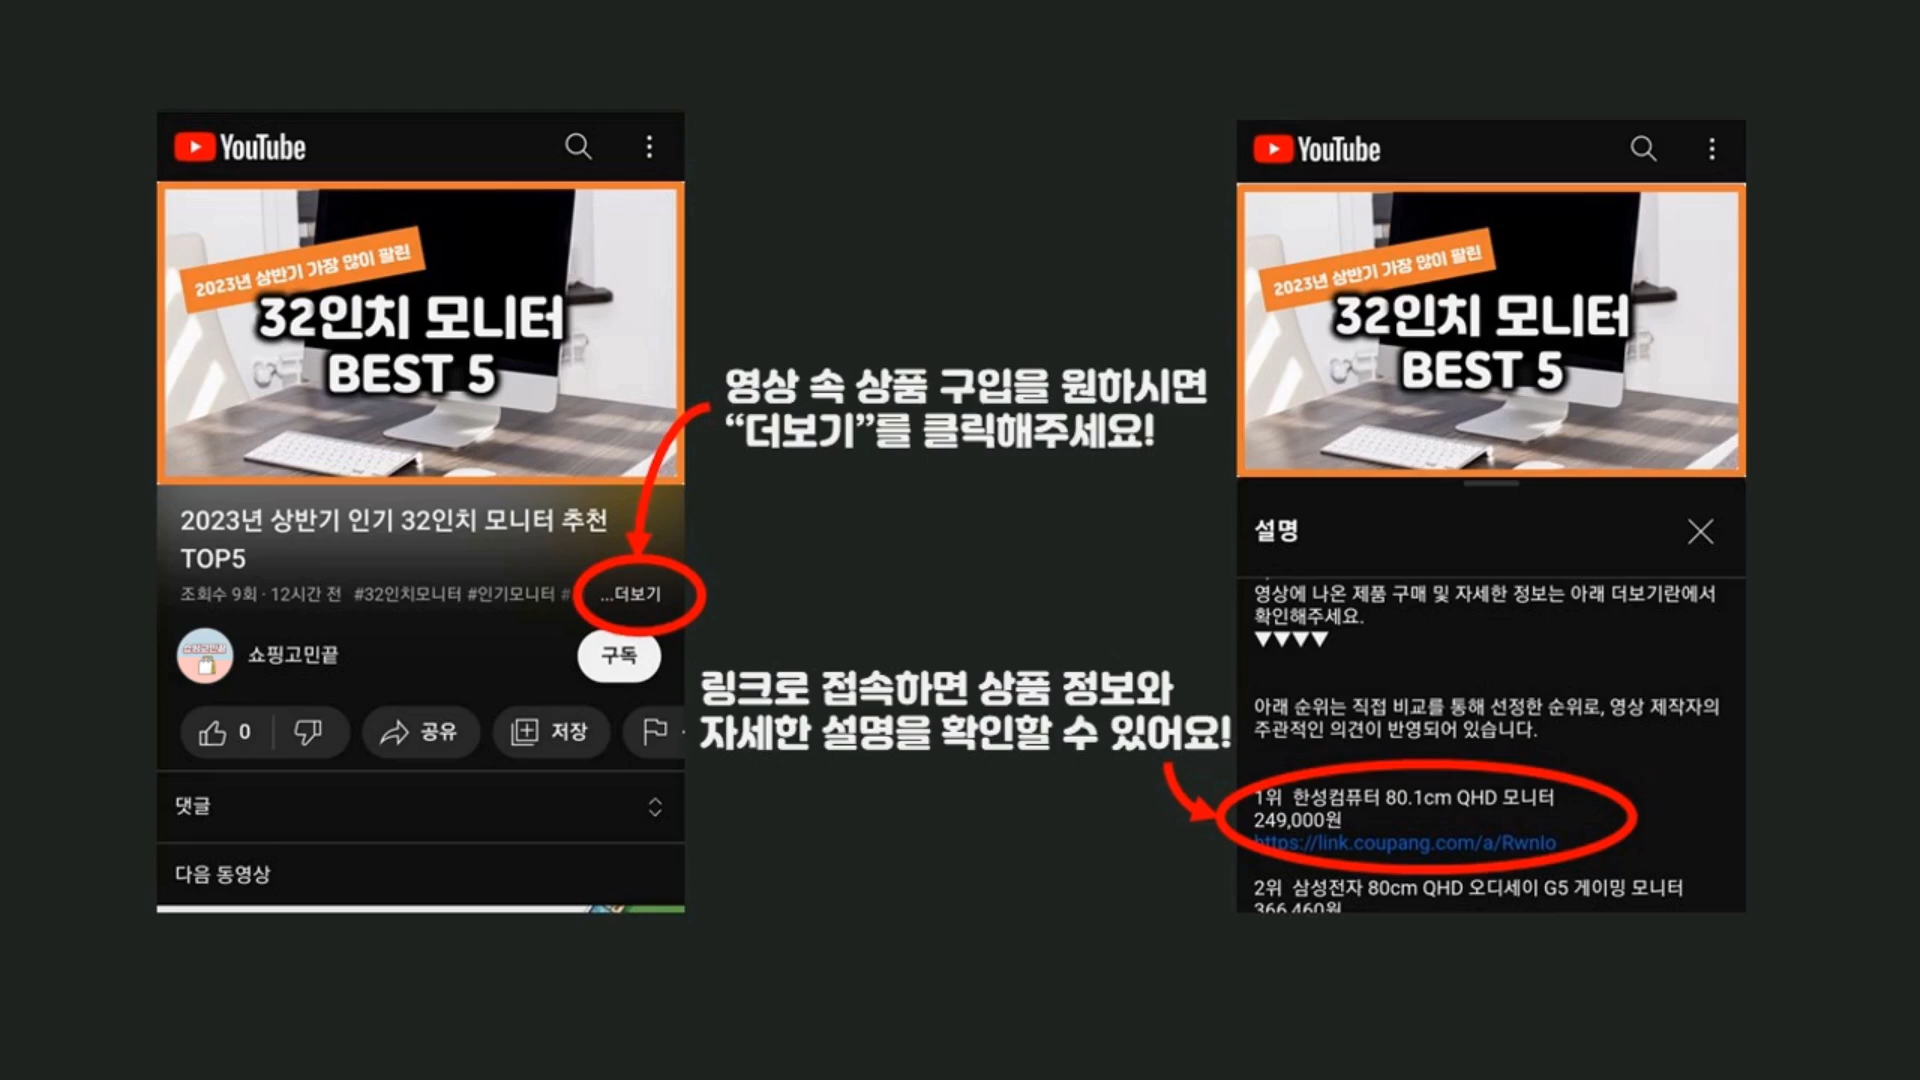 YouTube
2023년 상반기 가장 많이 팔린
32인치 모니터
BEST 5
2023년 상반기 인기 32인치 모니터 추천
TOP5
조회수 9회 · 12시간 전 #32인치모니터 #인기모니터 # ...더보기
쇼핑고민끝
쇼핑고민끝
구독
0
공유
저장
댓글
다음 동영상
영상 속 상품 구입을 원하시면
“더보기”를 클릭해주세요!
링크로 접속하면 상품 정보와
자세한 설명을 확인할 수 있어요!
YouTube
2023년 상반기 가장 많이 팔린
32인치 모니터
BEST 5
설명
영상에 나온 제품 구매 및 자세한 정보는 아래 더보기란에서
확인해주세요.
▼▼▼▼
아래 순위는 직접 비교를 통해 선정한 순위로, 영상 제작자의
주관적인 의견이 반영되어 있습니다.
1위 한성컴퓨터 80.1cm QHD 모니터
249,000원
https://link.coupang.com/a/Rwnlo
2위 삼성전자 80cm QHD 오디세이 G5 게이밍 모니터
366,460원